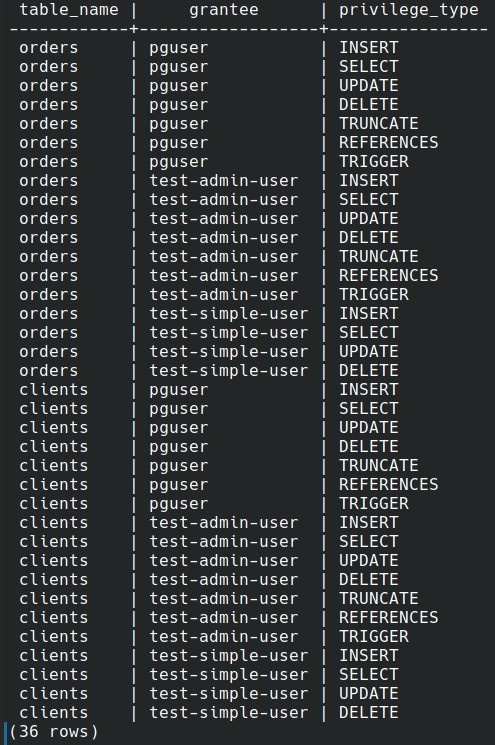 table_name |      grantee      | privilege_type
------------+-------------------+----------------
 orders     | pguser            | INSERT
 orders     | pguser            | SELECT
 orders     | pguser            | UPDATE
 orders     | pguser            | DELETE
 orders     | pguser            | TRUNCATE
 orders     | pguser            | REFERENCES
 orders     | pguser            | TRIGGER
 orders     | test-admin-user   | INSERT
 orders     | test-admin-user   | SELECT
 orders     | test-admin-user   | UPDATE
 orders     | test-admin-user   | DELETE
 orders     | test-admin-user   | TRUNCATE
 orders     | test-admin-user   | REFERENCES
 orders     | test-admin-user   | TRIGGER
 orders     | test-simple-user  | INSERT
 orders     | test-simple-user  | SELECT
 orders     | test-simple-user  | UPDATE
 orders     | test-simple-user  | DELETE
 clients    | pguser            | INSERT
 clients    | pguser            | SELECT
 clients    | pguser            | UPDATE
 clients    | pguser            | DELETE
 clients    | pguser            | TRUNCATE
 clients    | pguser            | REFERENCES
 clients    | pguser            | TRIGGER
 clients    | test-admin-user   | INSERT
 clients    | test-admin-user   | SELECT
 clients    | test-admin-user   | UPDATE
 clients    | test-admin-user   | DELETE
 clients    | test-admin-user   | TRUNCATE
 clients    | test-admin-user   | REFERENCES
 clients    | test-admin-user   | TRIGGER
 clients    | test-simple-user  | INSERT
 clients    | test-simple-user  | SELECT
 clients    | test-simple-user  | UPDATE
 clients    | test-simple-user  | DELETE
(36 rows)